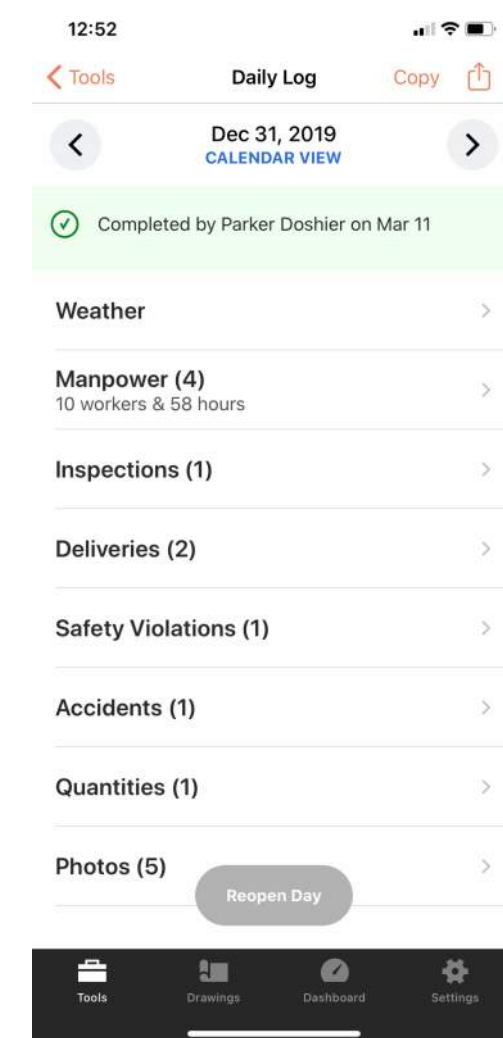 12:52
Tools Daily Log Copy
Dec 31, 2019
CALENDAR VIEW
Completed by Parker Doshier on Mar 11
Weather
Manpower (4)
10 workers & 58 hours
Inspections (1)
Deliveries (2)
Safety Violations (1)
Accidents (1)
Quantities (1)
Photos (5)
Reopen Day
Tools Drawings Dashboard Settings